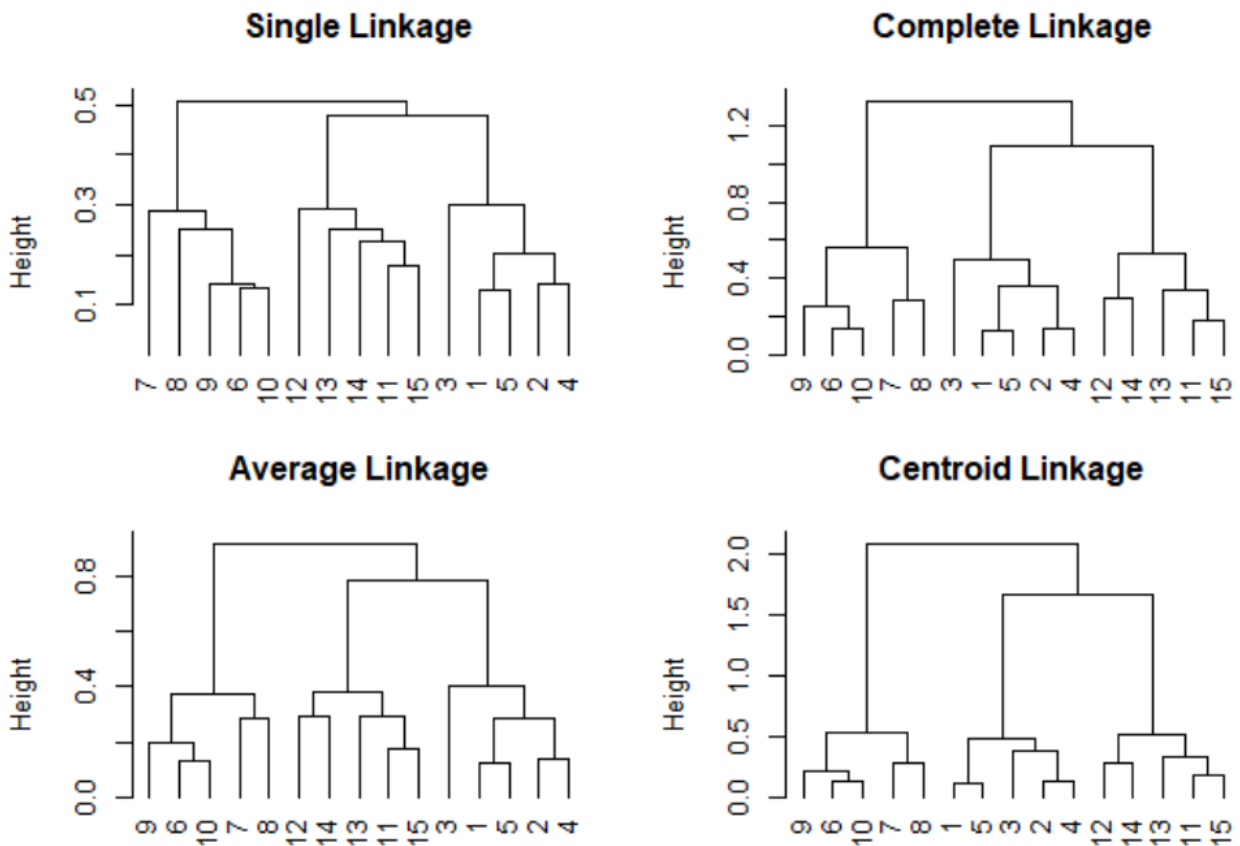 Single Linkage
Height
0.1 0.3 0.5
7 8 9 6 10 12 13 14 11 15 3 1 5 2 4
Complete Linkage
Height
0.0 0.4 0.8 1.2
9 6 10 7 8 3 1 5 2 4 12 14 13 11 15
Average Linkage
Height
0.0 0.4 0.8
9 6 10 7 8 12 14 13 11 15 3 1 5 2 4
Centroid Linkage
Height
0.0 0.5 1.0 1.5 2.0
9 6 10 7 8 1 5 3 2 4 12 14 13 11 15